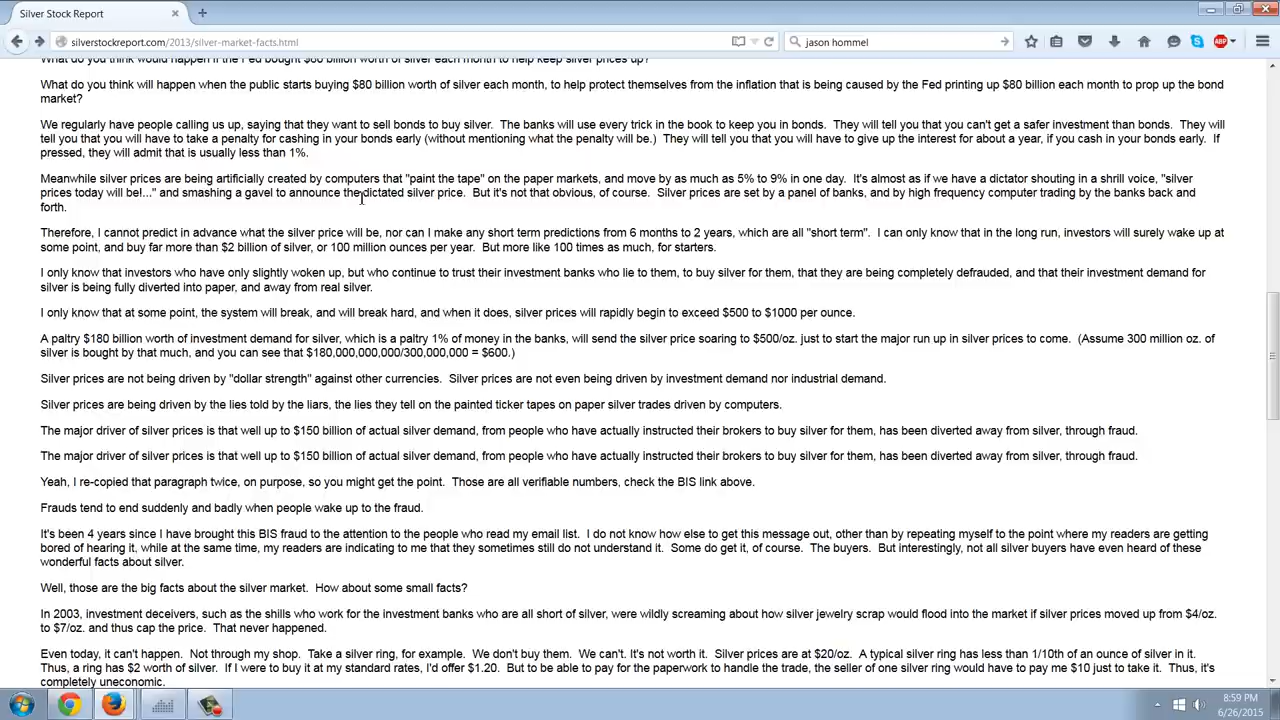 Silver Stock Report
silverstockreport.com/2013/silver-market-facts.html
jason hommel
ABP
What do you think would happen if the Fed bought $80 billion worth of silver each month to help keep silver prices up?
What do you think will happen when the public starts buying $80 billion worth of silver each month, to help protect themselves from the inflation that is being caused by the Fed printing up $80 billion each month to prop up the bond
market?
We regularly have people calling us up, saying that they want to sell bonds to buy silver.  The banks will use every trick in the book to keep you in bonds.  They will tell you that you can't get a safer investment than bonds.  They will
tell you that you will have to take a penalty for cashing in your bonds early (without mentioning what the penalty will be.)  They will tell you that you will have to give up the interest for about a year, if you cash in your bonds early.  If
pressed, they will admit that is usually less than 1%.
Meanwhile silver prices are being artificially created by computers that "paint the tape" on the paper markets, and move by as much as 5% to 9% in one day.  It's almost as if we have a dictator shouting in a shrill voice, "silver
prices today will be!..." and smashing a gavel to announce the dictated silver price.  But it's not that obvious, of course.  Silver prices are set by a panel of banks, and by high frequency computer trading by the banks back and
forth.
Therefore, I cannot predict in advance what the silver price will be, nor can I make any short term predictions from 6 months to 2 years, which are all "short term".  I can only know that in the long run, investors will surely wake up at
some point, and buy far more than $2 billion of silver, or 100 million ounces per year.  But more like 100 times as much, for starters.
I only know that investors who have only slightly woken up, but who continue to trust their investment banks who lie to them, to buy silver for them, that they are being completely defrauded, and that their investment demand for
silver is being fully diverted into paper, and away from real silver.
I only know that at some point, the system will break, and will break hard, and when it does, silver prices will rapidly begin to exceed $500 to $1000 per ounce.
A paltry $180 billion worth of investment demand for silver, which is a paltry 1% of money in the banks, will send the silver price soaring to $500/oz. just to start the major run up in silver prices to come.  (Assume 300 million oz. of
silver is bought by that much, and you can see that $180,000,000,000/300,000,000 = $600.)
Silver prices are not being driven by "dollar strength" against other currencies.  Silver prices are not even being driven by investment demand nor industrial demand.
Silver prices are being driven by the lies told by the liars, the lies they tell on the painted ticker tapes on paper silver trades driven by computers.
The major driver of silver prices is that well up to $150 billion of actual silver demand, from people who have actually instructed their brokers to buy silver for them, has been diverted away from silver, through fraud.
The major driver of silver prices is that well up to $150 billion of actual silver demand, from people who have actually instructed their brokers to buy silver for them, has been diverted away from silver, through fraud.
Yeah, I re-copied that paragraph twice, on purpose, so you might get the point.  Those are all verifiable numbers, check the BIS link above.
Frauds tend to end suddenly and badly when people wake up to the fraud.
It's been 4 years since I have brought this BIS fraud to the attention to the people who read my email list.  I do not know how else to get this message out, other than by repeating myself to the point where my readers are getting
bored of hearing it, while at the same time, my readers are indicating to me that they sometimes still do not understand it.  Some do get it, of course.  The buyers.  But interestingly, not all silver buyers have even heard of these
wonderful facts about silver.
Well, those are the big facts about the silver market.  How about some small facts?
In 2003, investment deceivers, such as the shills who work for the investment banks who are all short of silver, were wildly screaming about how silver jewelry scrap would flood into the market if silver prices moved up from $4/oz.
to $7/oz. and thus cap the price.  That never happened.
Even today, it can't happen.  Not through my shop.  Take a silver ring, for example.  We don't buy them.  We can't.  It's not worth it.  Silver prices are at $20/oz.  A typical silver ring has less than 1/10th of an ounce of silver in it.
Thus, a ring has $2 worth of silver.  If I were to buy it at my standard rates, I'd offer $1.20.  But to be able to pay for the paperwork to handle the trade, the seller of one silver ring would have to pay me $10 just to take it.  Thus, it's
completely uneconomic.
8:59 PM
6/26/2015